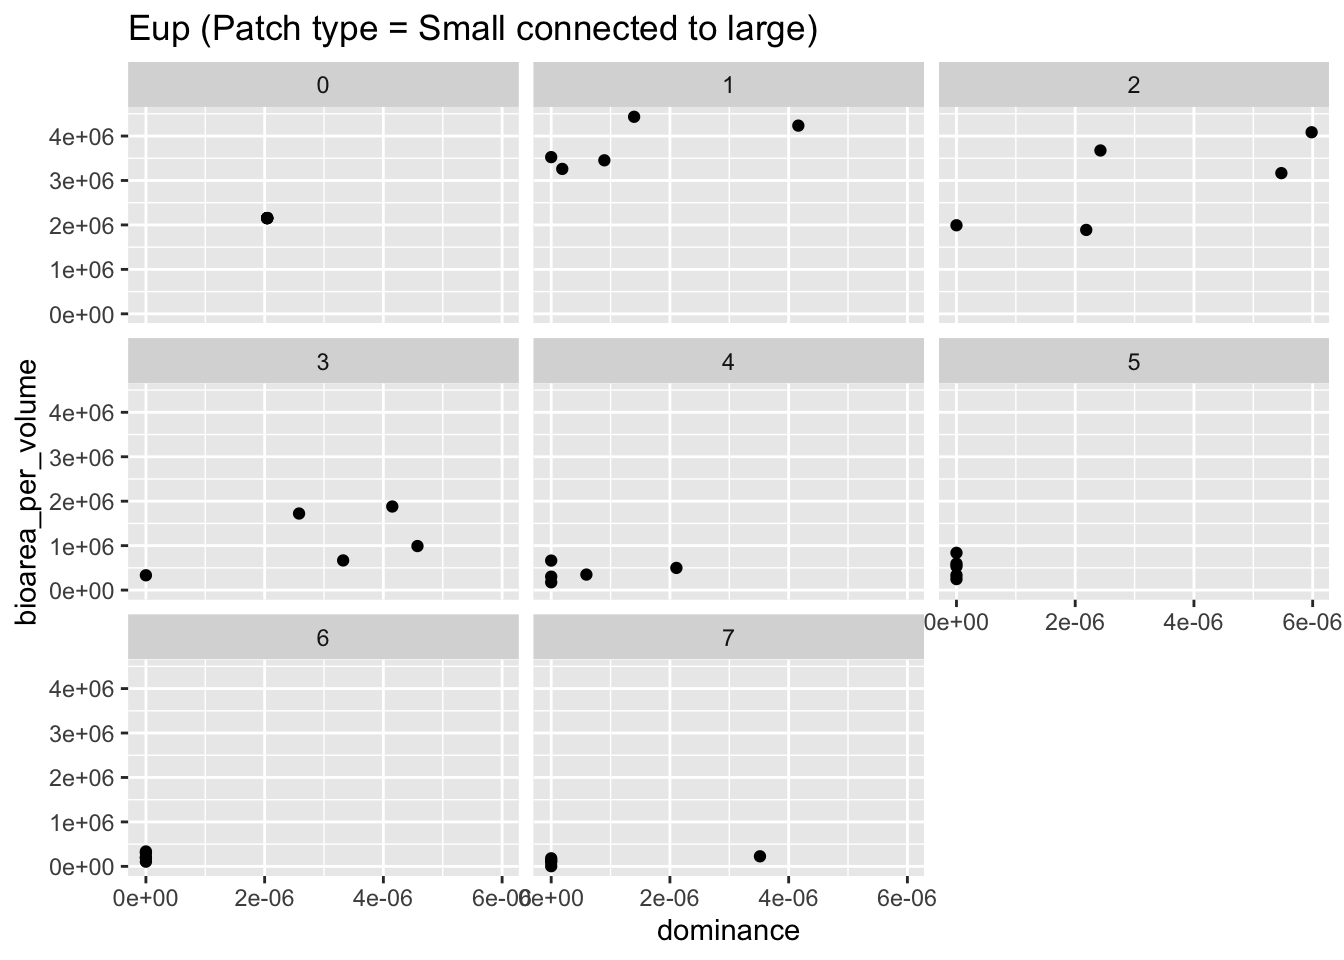 Eup (Patch type = Small connected to large)
0 1 2
4e+06
3e+06
2e+06
1e+06
0e+00
3 4 5
4e+06
3e+06
2e+06
1e+06
0e+00
0e+00 2e-06 4e-06 6e-06
6 7
4e+06
3e+06
2e+06
1e+06
0e+00
0e+00 2e-06 4e-06 6e-06 0e+00 2e-06 4e-06 6e-06
dominance
bioarea_per_volume